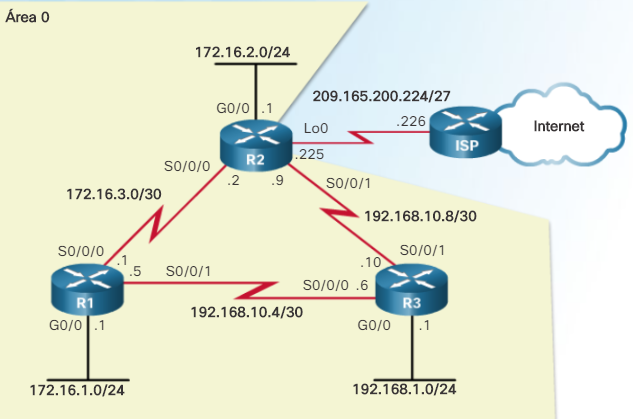 Área 0
172.16.2.0/24
G0/0
.1
209.165.200.224/27
Lo0
.226
ISP
Internet
R2
.225
S0/0/0
.2
.9
S0/0/1
172.16.3.0/30
192.168.10.8/30
S0/0/0
.1
.5
S0/0/1
.10
S0/0/1
R1
S0/0/0
.6
R3
192.168.10.4/30
G0/0
.1
G0/0
.1
172.16.1.0/24
192.168.1.0/24